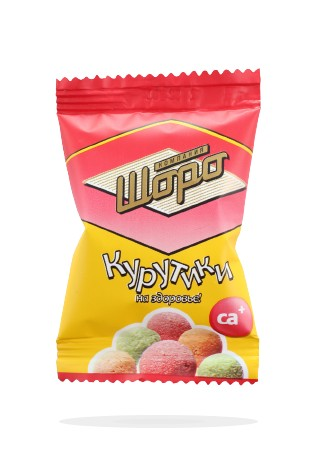 КОМПАНИЯ
Шоро
Курутики
на здоровье!
ca+